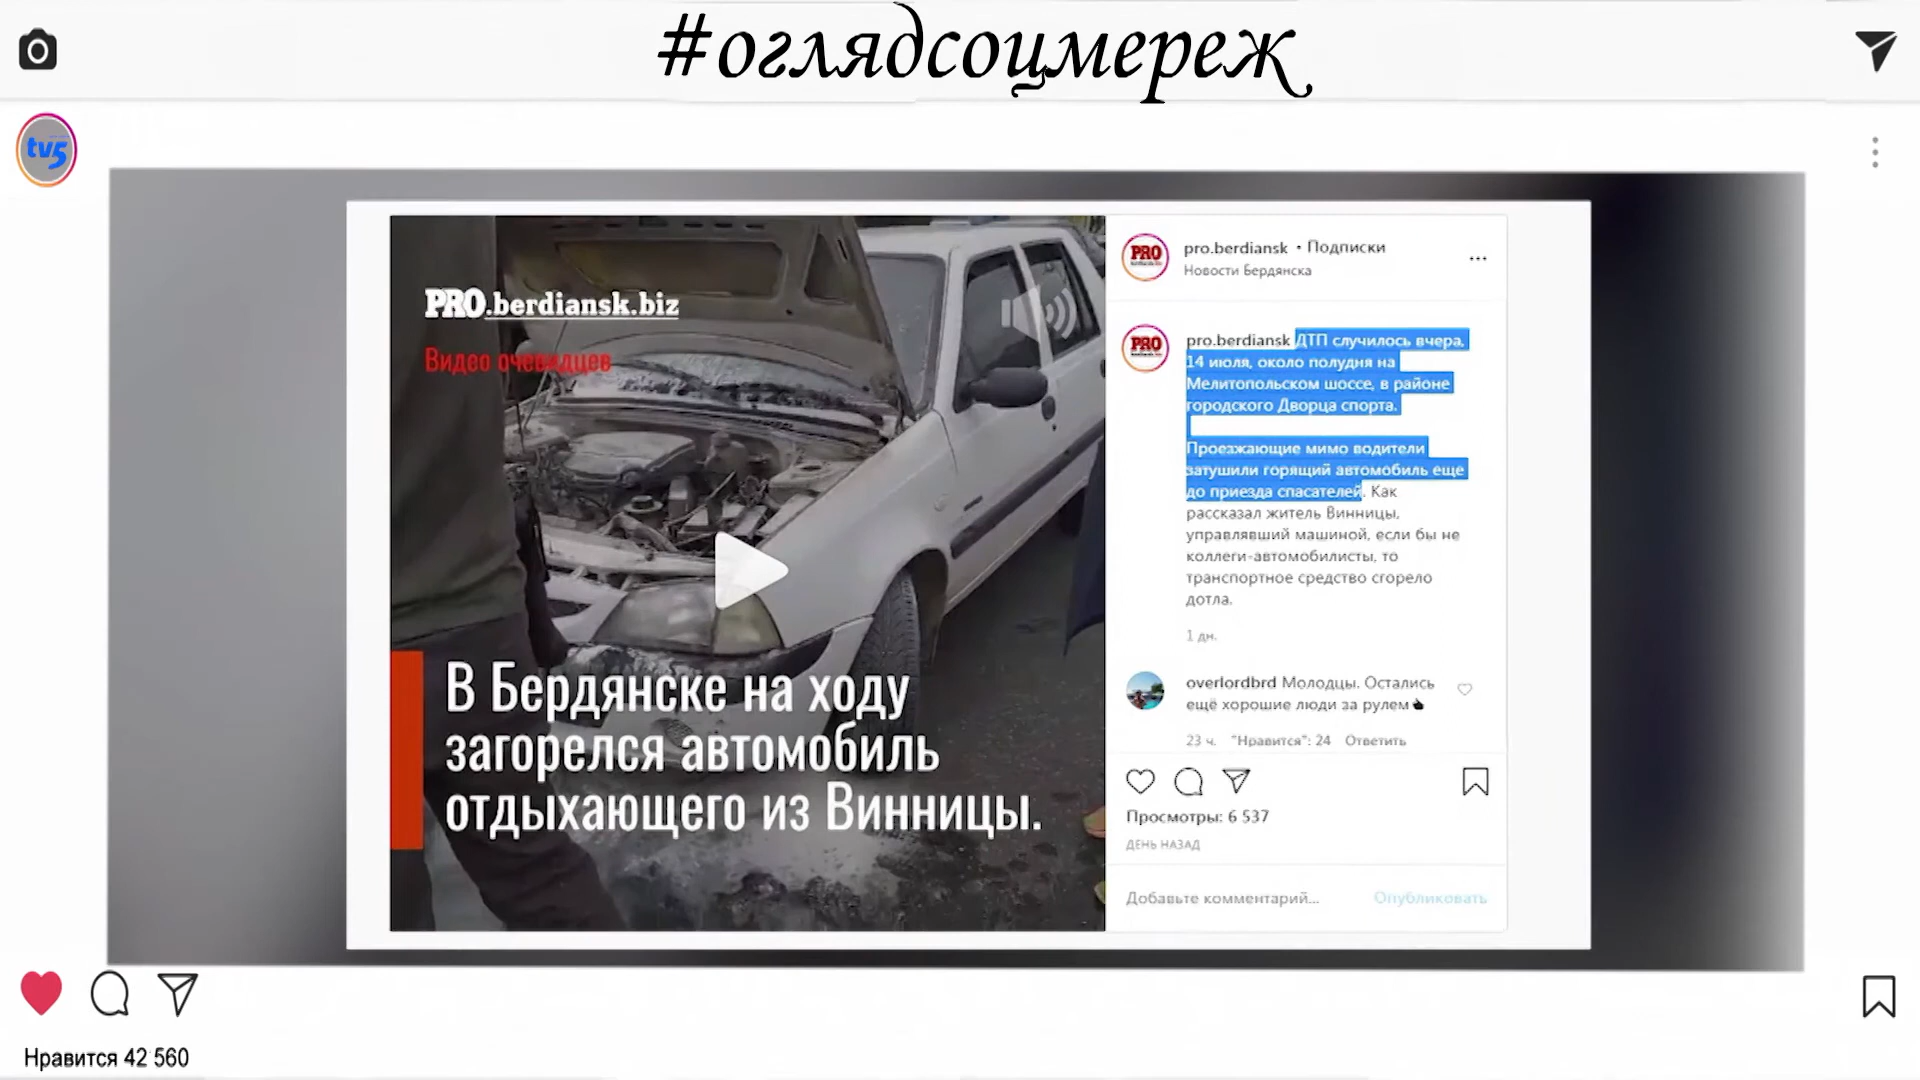 #оглядсоцмереж
tv5
PRO.berdiansk.biz
Видео очевидцев
В Бердянске на ходу
загорелся автомобиль
отдыхающего из Винницы.
PRO
pro.berdiansk • Подписки
Новости Бердянска
PRO
pro.berdiansk ДТП случилось вчера,
14 июля, около полудня на
Мелитопольском шоссе, в районе
городского Дворца спорта.
Проезжающие мимо водители
затушили горящий автомобиль еще
до приезда спасателей. Как
рассказал житель Винницы,
управлявший машиной, если бы не
коллеги-автомобилисты, то
транспортное средство сгорело
дотла.
1 дн.
overlordbrd Молодцы. Остались
ещё хорошие люди за рулем
23 ч. "Нравится": 24 Ответить
Просмотры: 6 537
ДЕНЬ НАЗАД
Добавьте комментарий... Опубликовать
Нравится 42 560